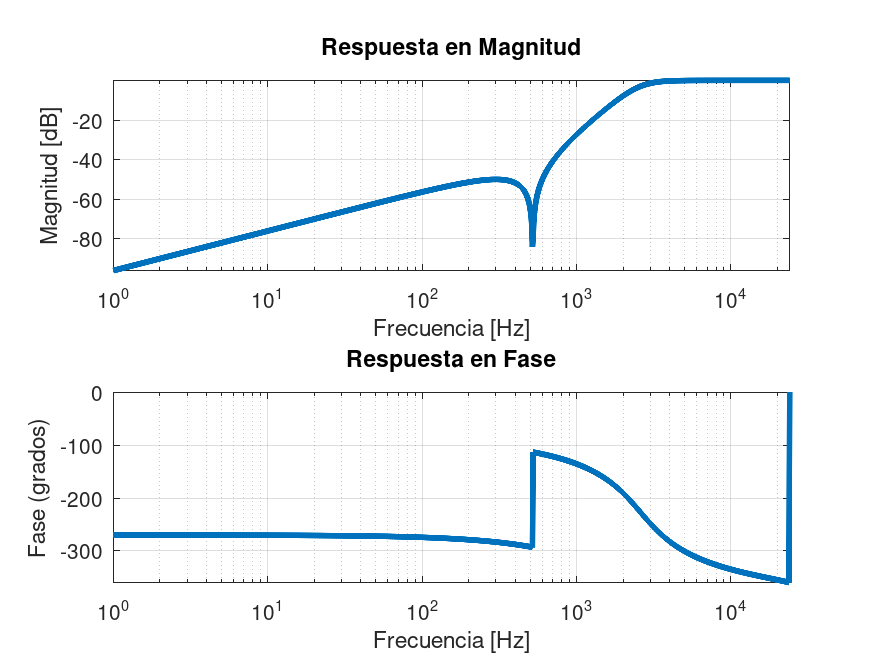 Respuesta en Magnitud
Magnitud [dB]
-20
-40
-60
-80
10^0 10^1 10^2 10^3 10^4
Frecuencia [Hz]
Respuesta en Fase
Fase (grados)
0
-100
-200
-300
10^0 10^1 10^2 10^3 10^4
Frecuencia [Hz]